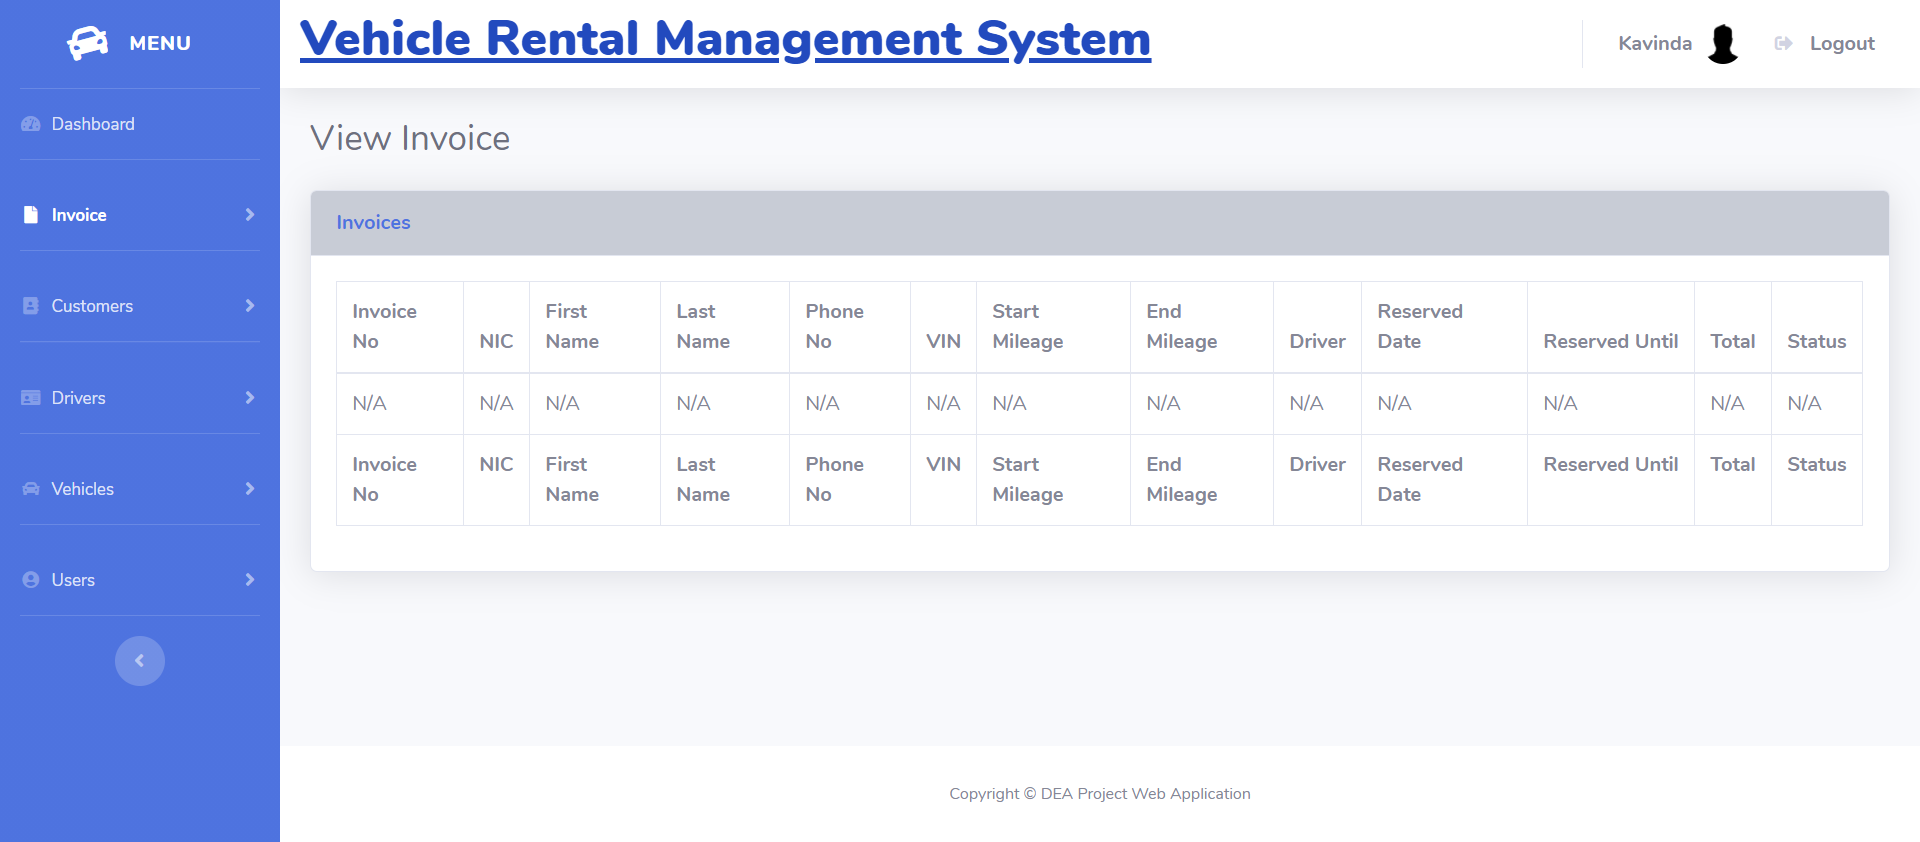 MENU
Vehicle Rental Management System
Kavinda
Logout
Dashboard
Invoice
Customers
Drivers
Vehicles
Users
View Invoice
Invoices
Invoice No NIC First Name Last Name Phone No VIN Start Mileage End Mileage Driver Reserved Date Reserved Until Total Status
N/A N/A N/A N/A N/A N/A N/A N/A N/A N/A N/A N/A N/A
Invoice No NIC First Name Last Name Phone No VIN Start Mileage End Mileage Driver Reserved Date Reserved Until Total Status
Copyright © DEA Project Web Application